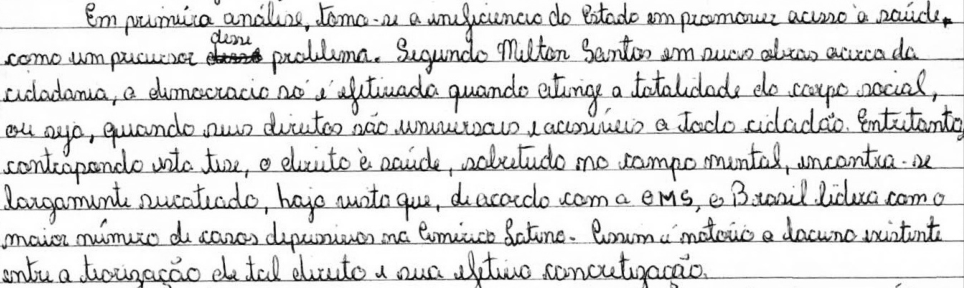 Em primeira análise, toma-se a ineficiencia do Estado em promover acesso à saúde,
como um precursor desse problema. Segundo Milton Santos em suas obras acerca da
cidadania, a democracia só é efetivada quando atinge a totalidade do corpo social,
ou seja, quando seus direitos são universais e acessíveis a todo cidadão. Entretanto
contrapondo esta tese, o direito à saúde, sobretudo no campo mental, encontra-se
largamente sucateado, haja visto que, de acordo com a OMS, o Brasil lidera com o
maior número de casos depressivos na América Latina. Assim é notório a lacuna existente
entre a teorização de tal direito e sua efetiva concretização.